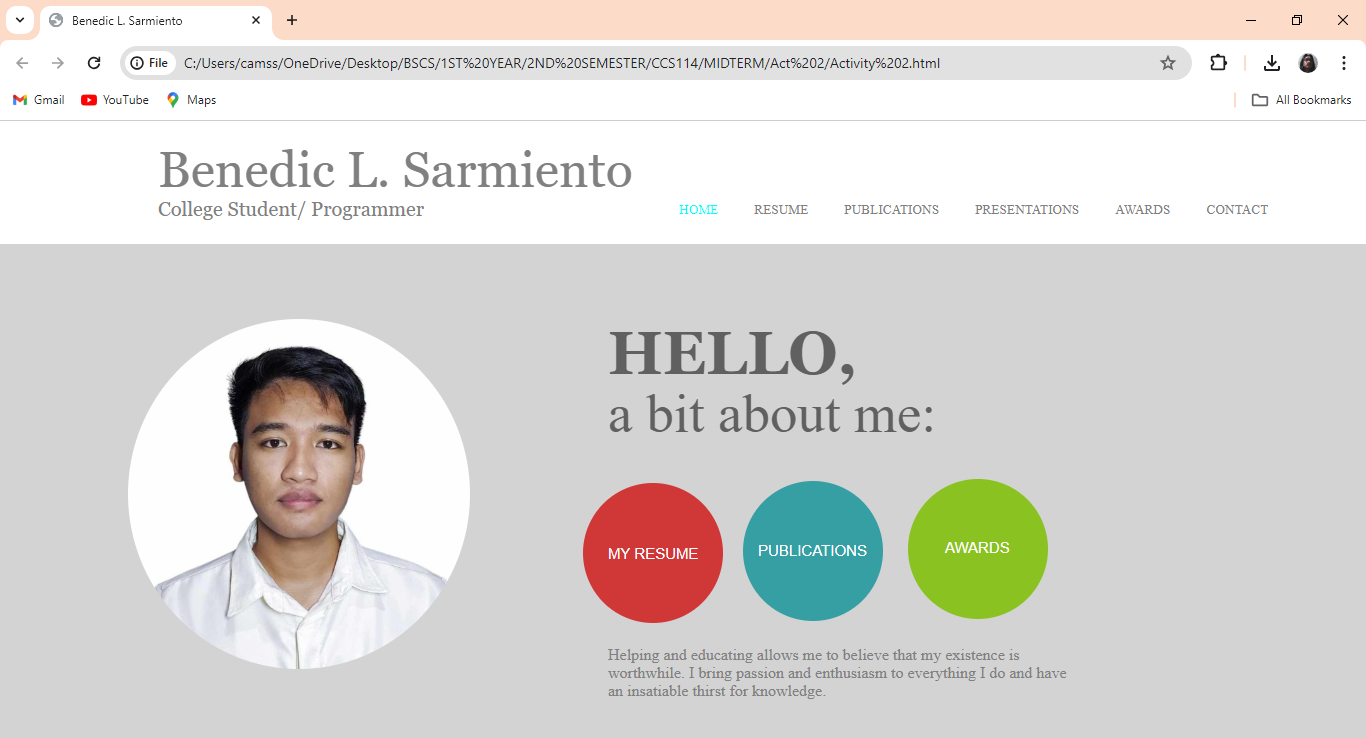 Benedic L. Sarmiento
File
C:/Users/camss/OneDrive/Desktop/BSCS/1ST%20YEAR/2ND%20SEMESTER/CCS114/MIDTERM/Act%202/Activity%202.html
Gmail
YouTube
Maps
All Bookmarks
Benedic L. Sarmiento
College Student/ Programmer
HOME
RESUME
PUBLICATIONS
PRESENTATIONS
AWARDS
CONTACT
HELLO,
a bit about me:
MY RESUME
PUBLICATIONS
AWARDS
Helping and educating allows me to believe that my existence is
worthwhile. I bring passion and enthusiasm to everything I do and have
an insatiable thirst for knowledge.